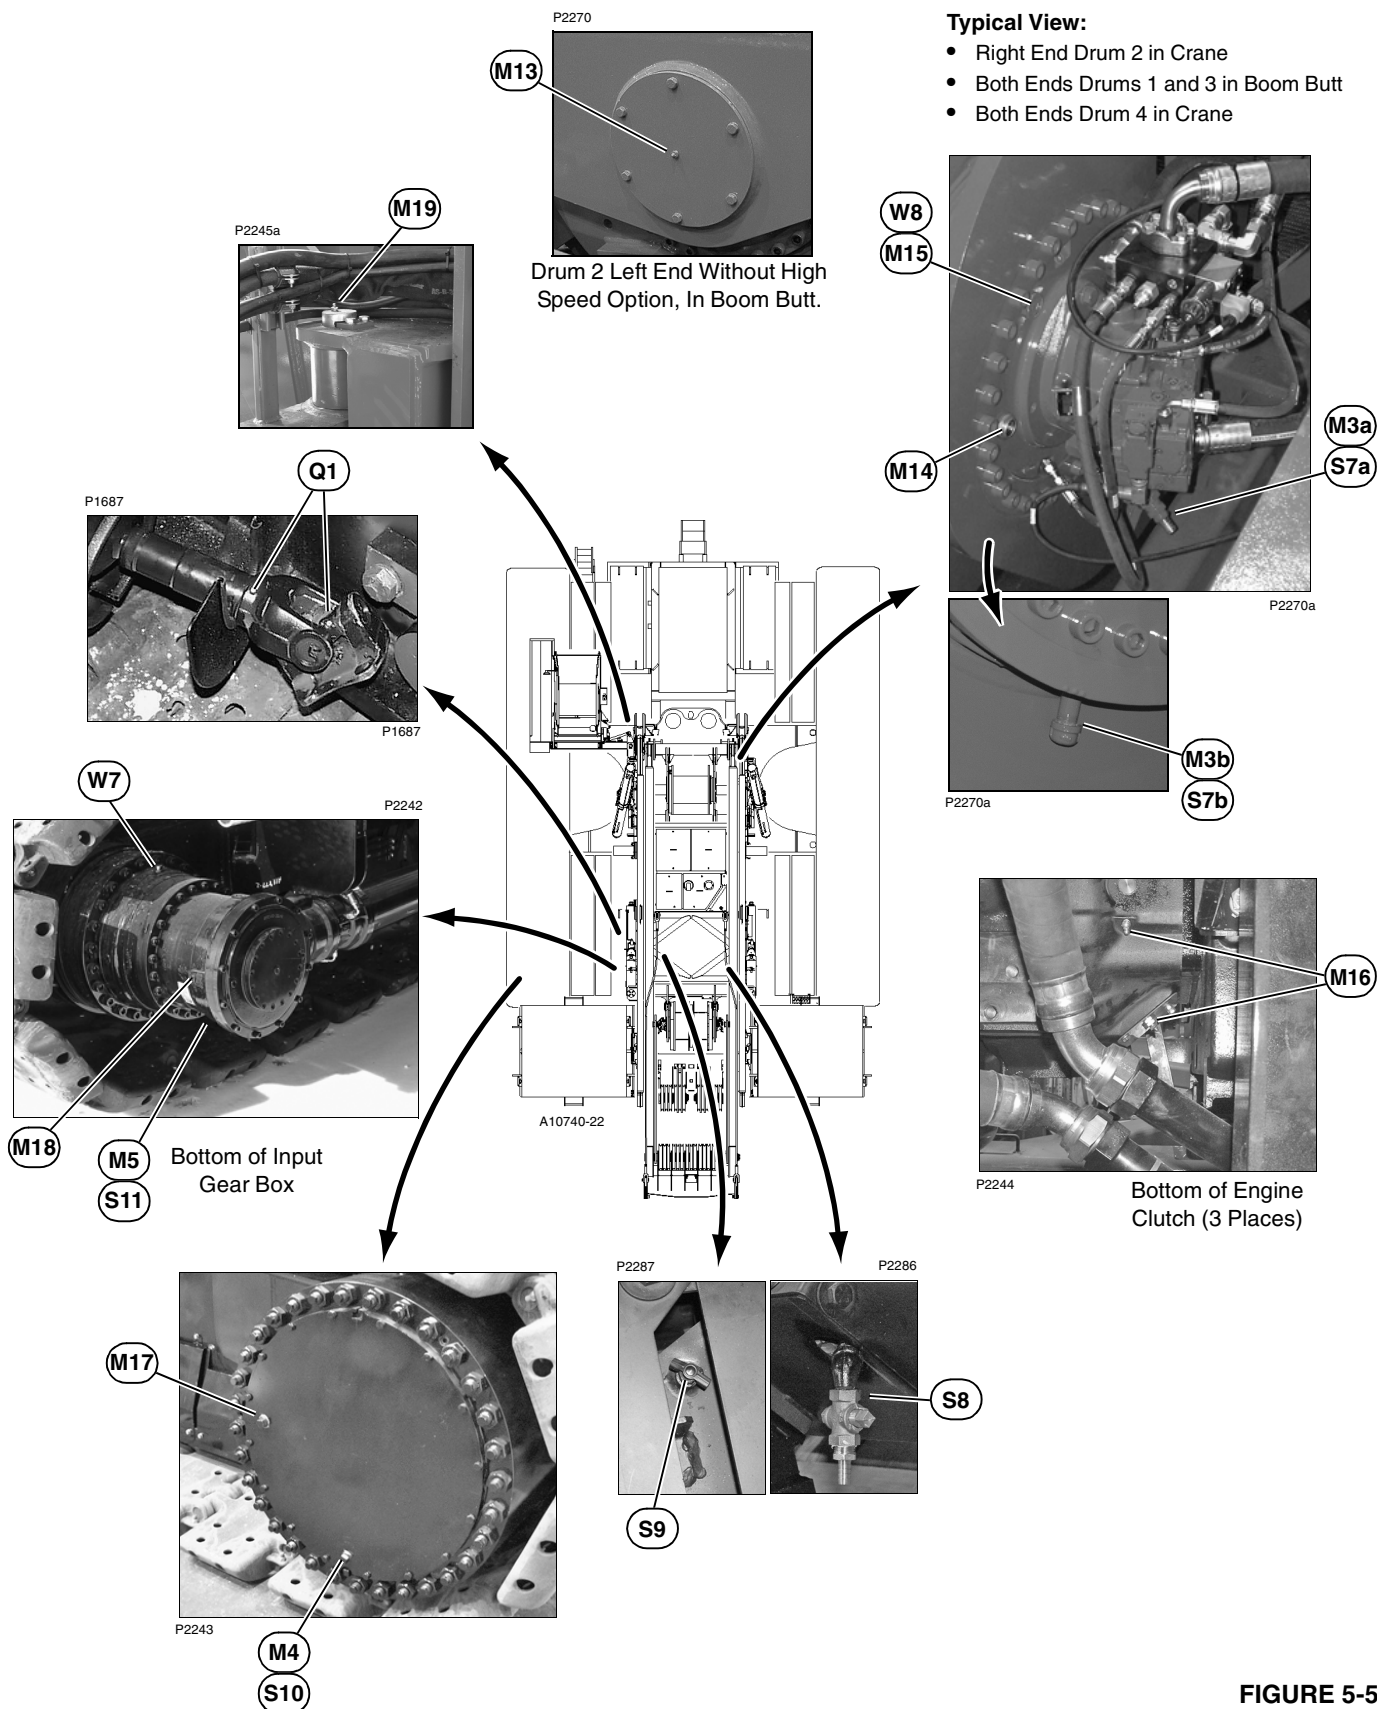 P2270
M13
Drum 2 Left End Without High
Speed Option, In Boom Butt.
Typical View:
• Right End Drum 2 in Crane
• Both Ends Drums 1 and 3 in Boom Butt
• Both Ends Drum 4 in Crane
M19
P2245a
W8
M15
M14
M3a
S7a
P2270a
Q1
P1687
P1687
M3b
S7b
P2270a
W7
P2242
M18
M5
S11
Bottom of Input
Gear Box
A10740-22
M16
P2244
Bottom of Engine
Clutch (3 Places)
P2287
P2286
S9
S8
M17
P2243
M4
S10
FIGURE 5-5